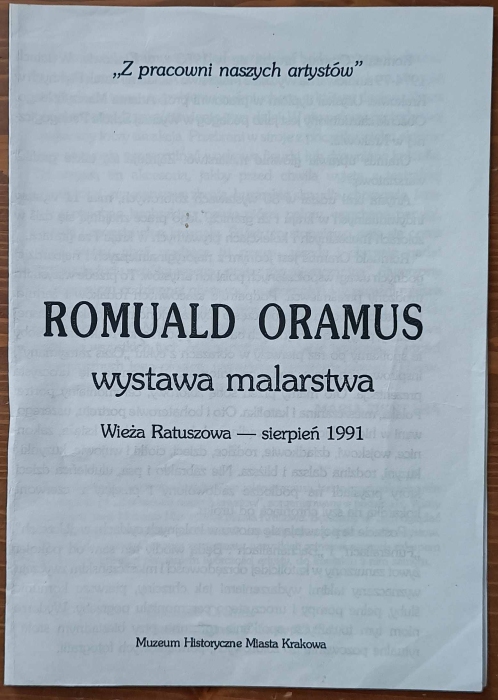 „Z pracowni naszych artystów”
ROMUALD ORAMUS
wystawa malarstwa
Wieża Ratuszowa — sierpień 1991
Muzeum Historyczne Miasta Krakowa